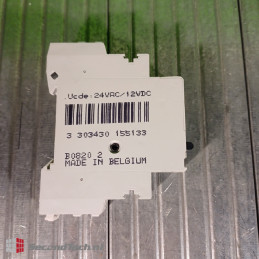 .Ucde:24VAC/12VDC
3 303430 155133
B0820 2
MADE IN BELGIUM